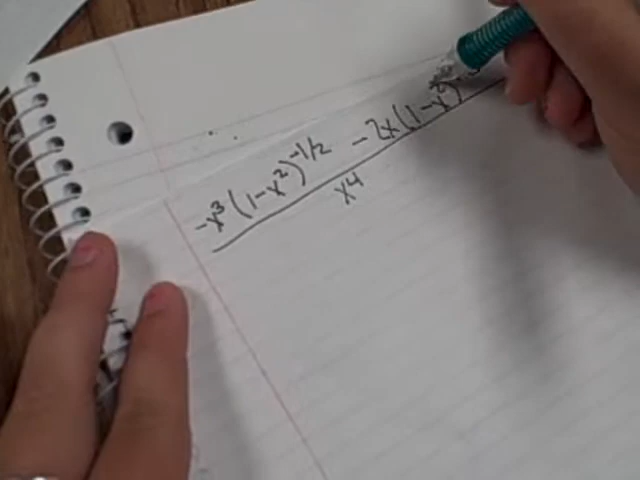 -x³(1-x²)^-1/2 - 2x(1-x²)
x⁴